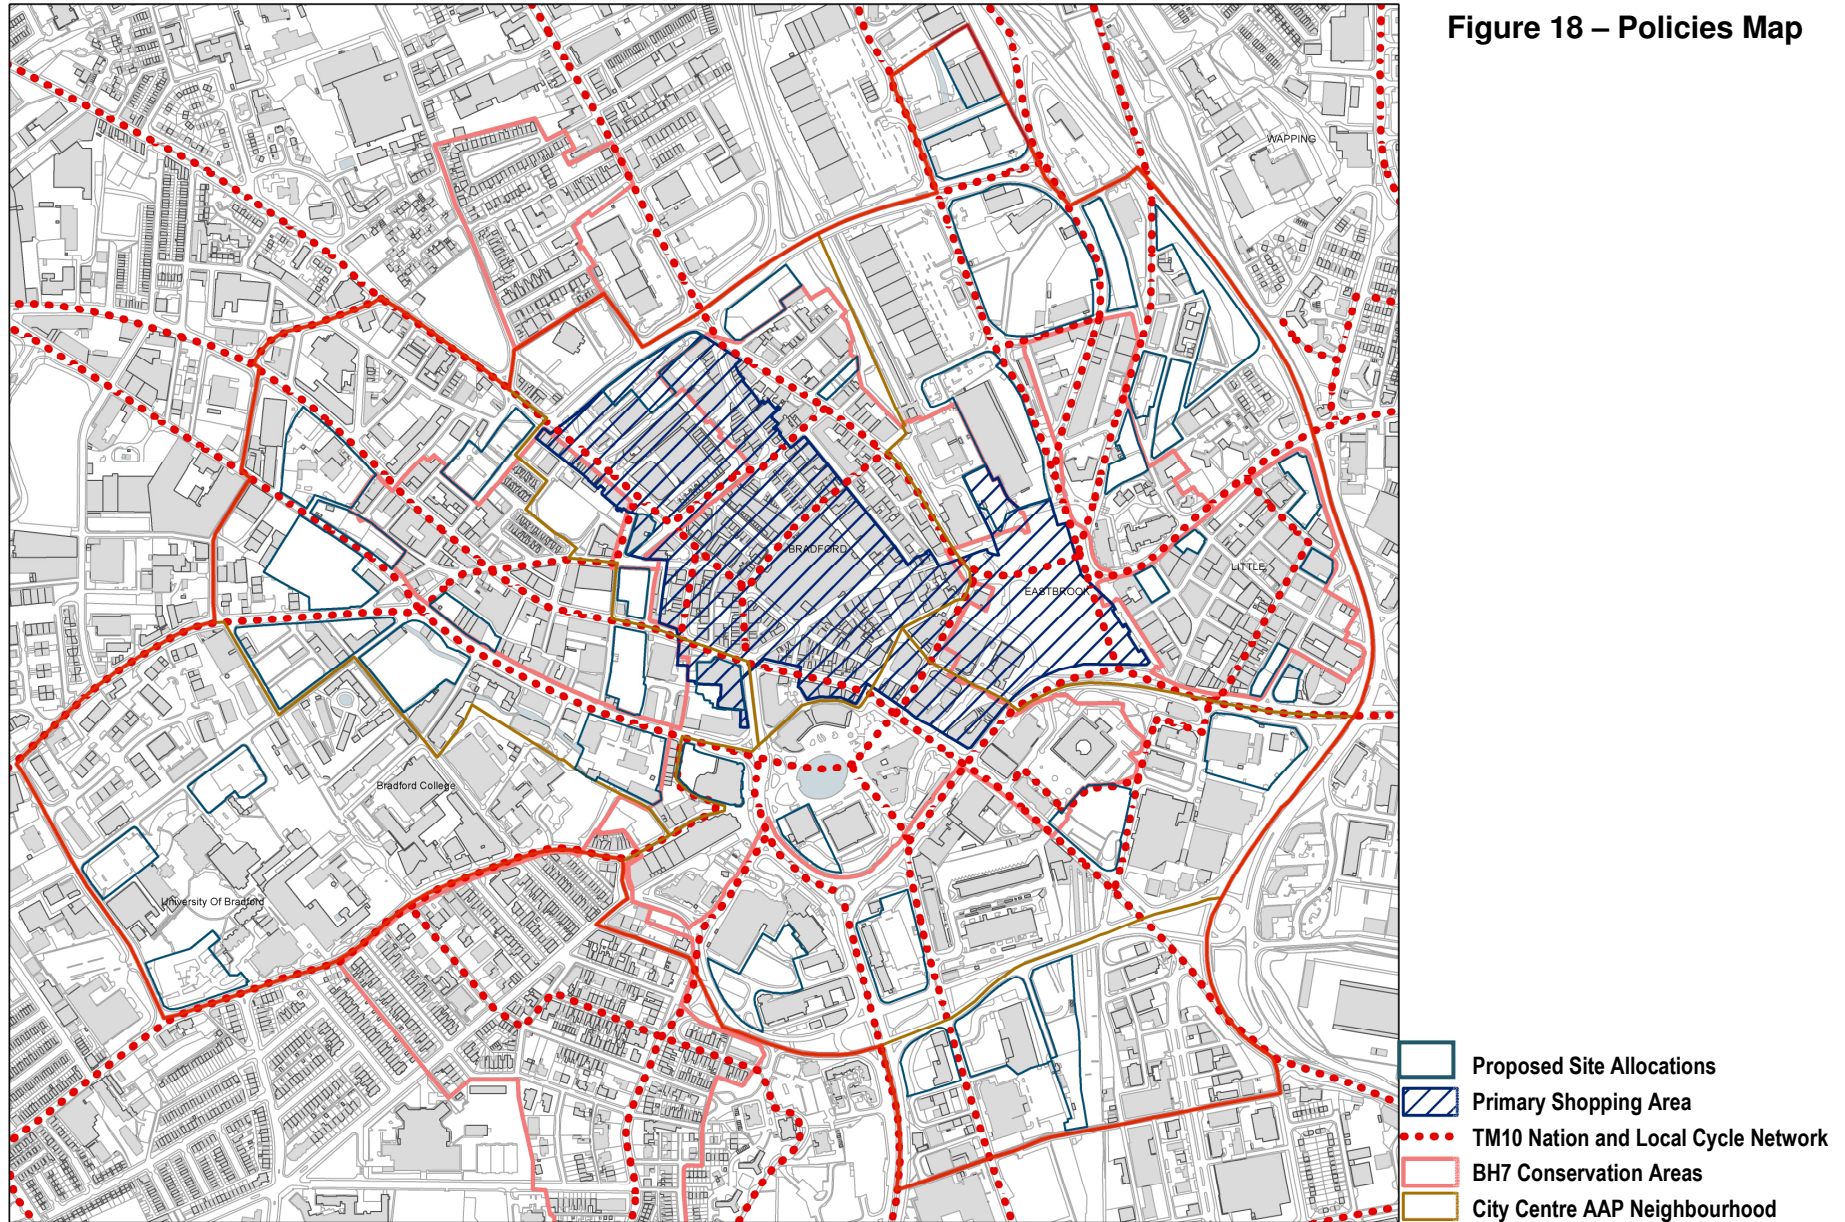 Figure 18 – Policies Map
WAPPING
BRADFORD
LITTLE
EASTBROOK
Bradford College
University Of Bradford
Proposed Site Allocations
Primary Shopping Area
TM10 Nation and Local Cycle Network
BH7 Conservation Areas
City Centre AAP Neighbourhood